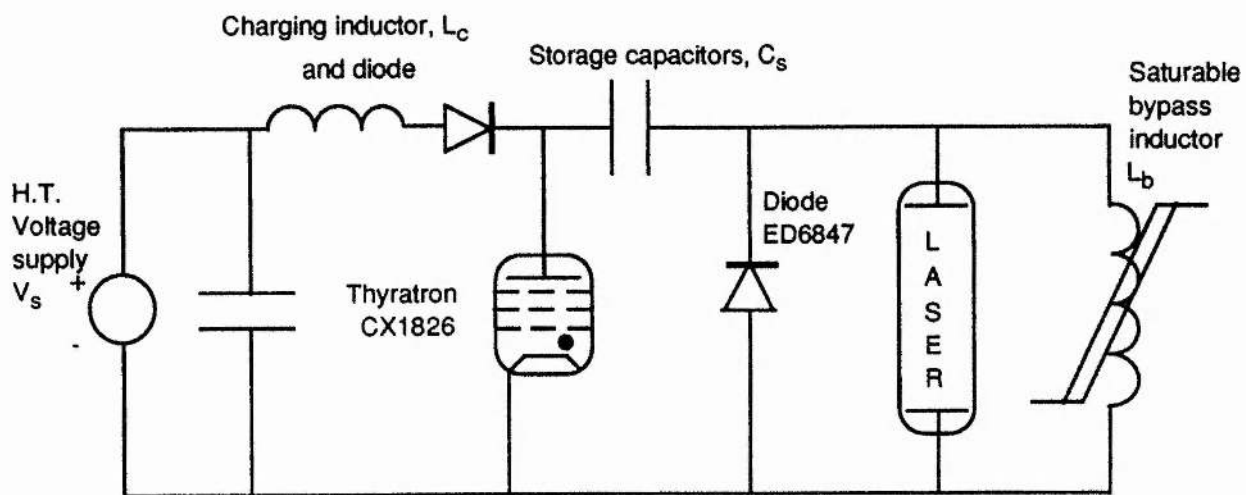 Charging inductor, Lc
and diode
Storage capacitors, Cs
Saturable
bypass
inductor
Lb
H.T.
Voltage
supply
Vs
+
-
Thyratron
CX1826
Diode
ED6847
L
A
S
E
R